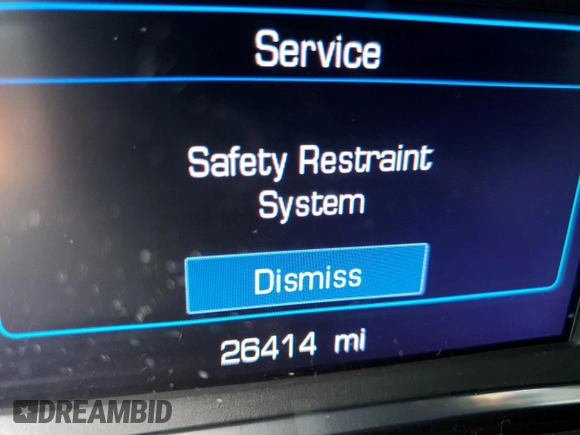 Service
Safety Restraint
System
Dismiss
26414 mi
DREAMBID